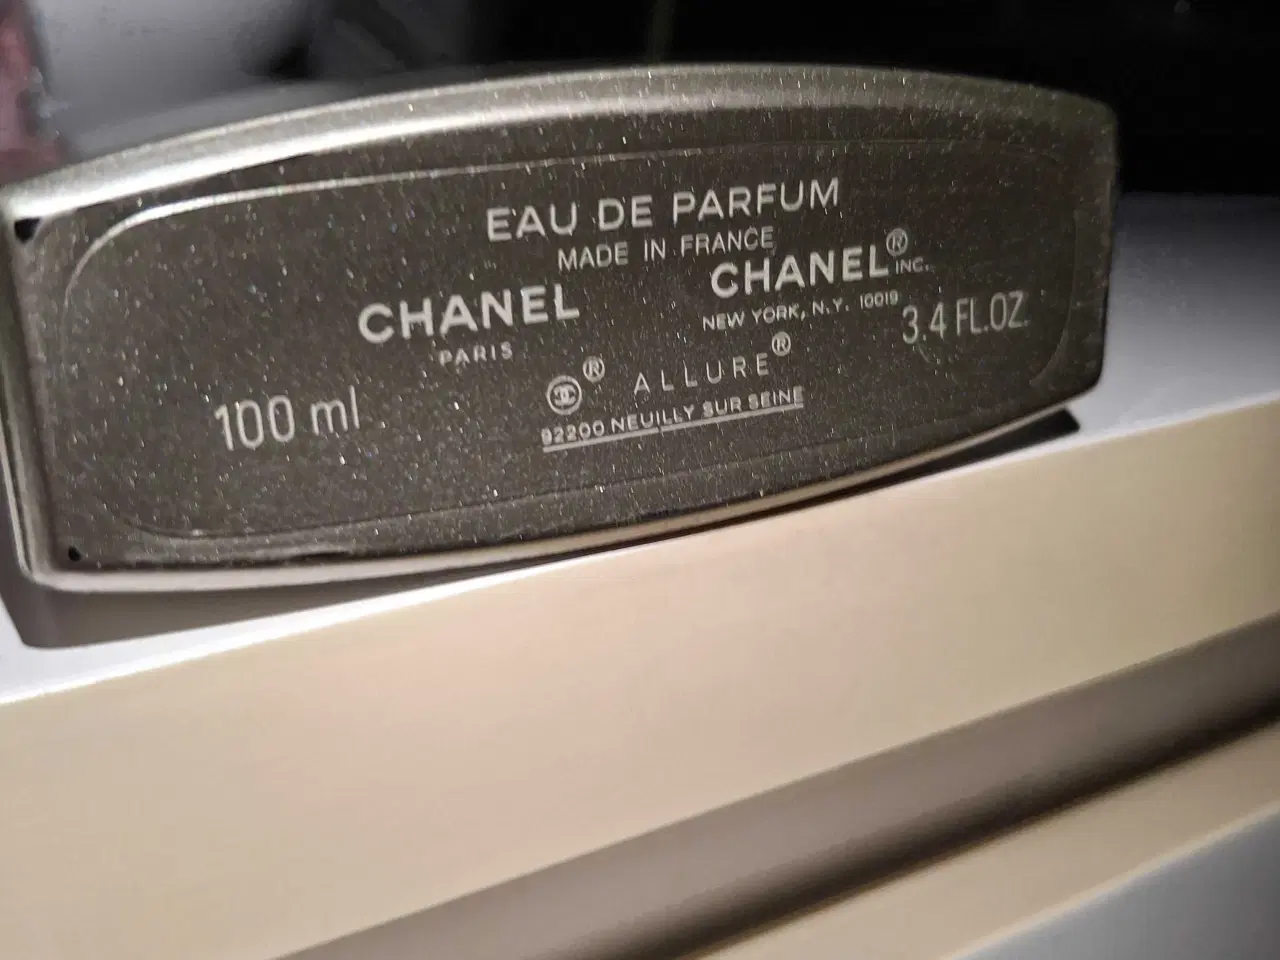 EAU DE PARFUM
MADE IN FRANCE
CHANEL
PARIS
CHANEL® INC.
NEW YORK, N.Y. 10019
100 ml
3.4 FL.OZ.
® ALLURE®
92200 NEUILLY SUR SEINE